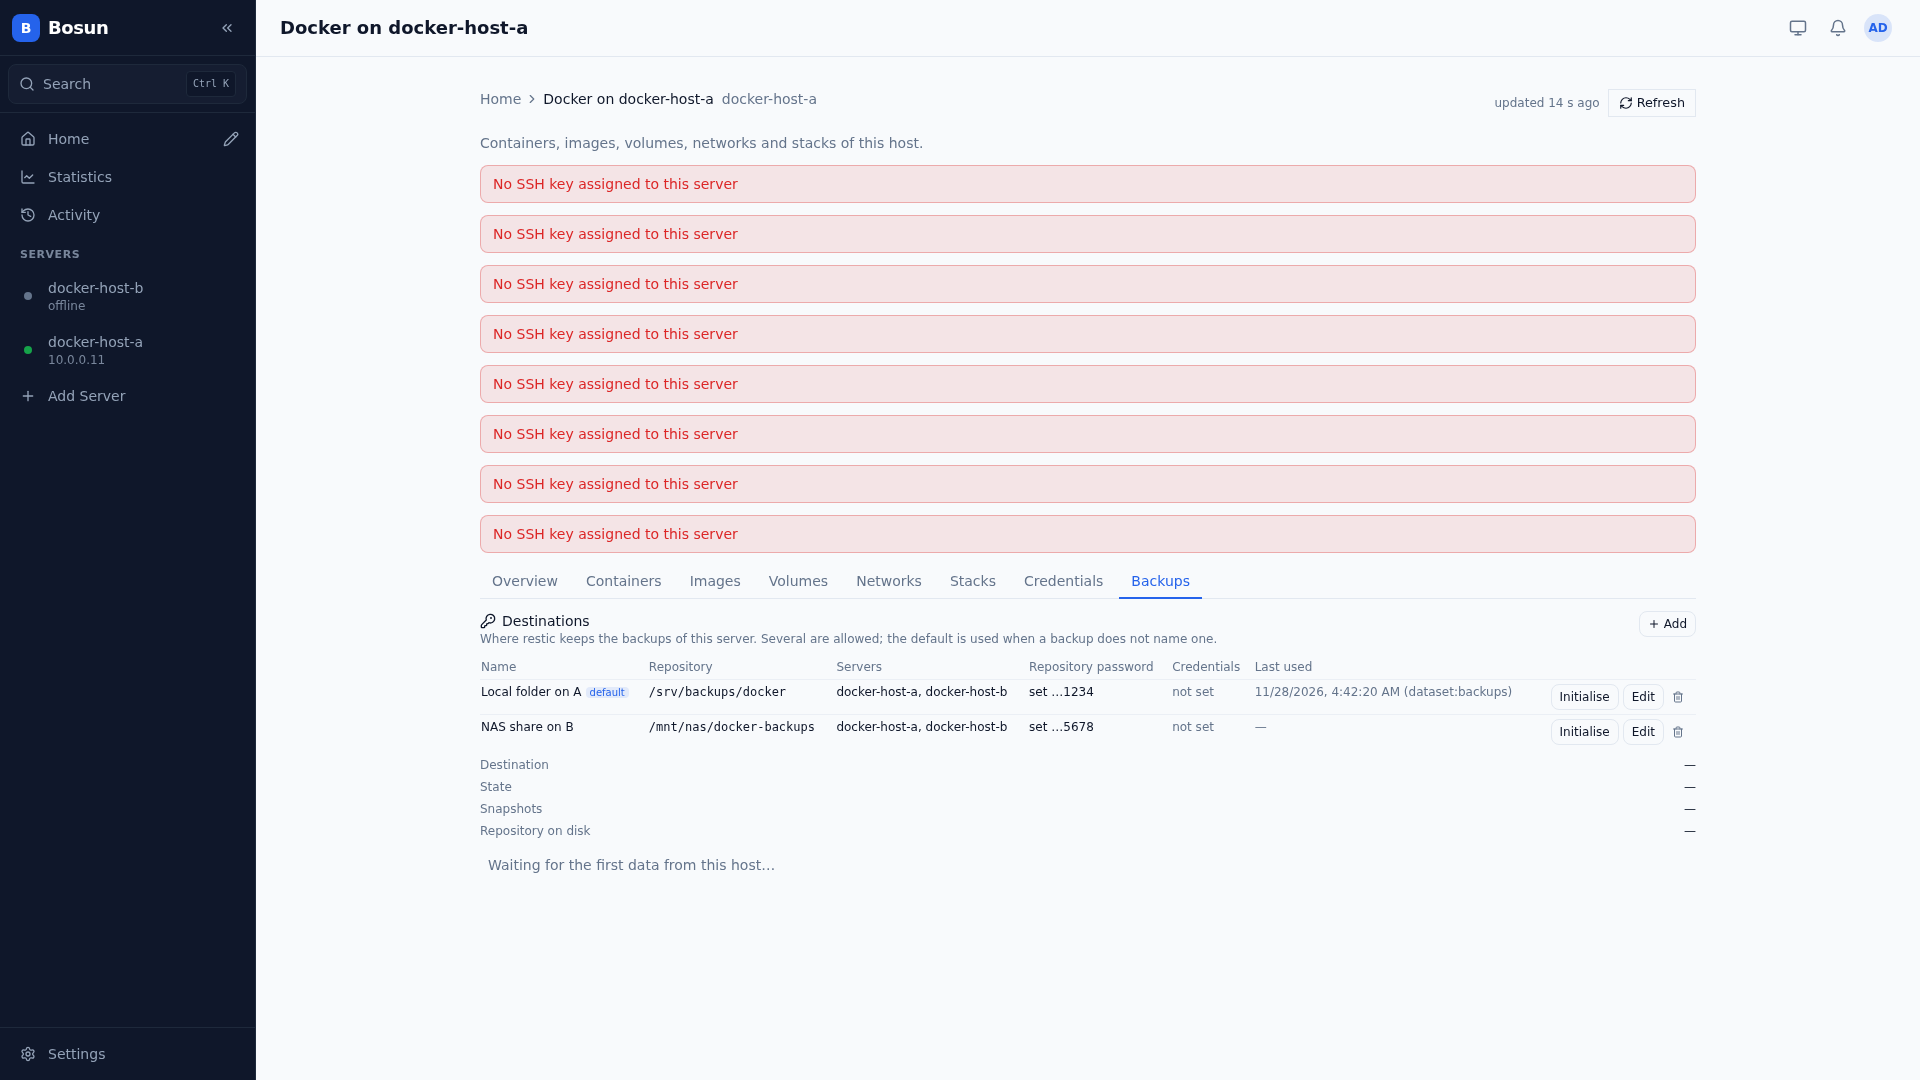 B Bosun
Docker on docker-host-a
AD
Search Ctrl K
Home
Statistics
Activity
SERVERS
docker-host-b
offline
docker-host-a
10.0.0.11
Add Server
Settings
Home > Docker on docker-host-a docker-host-a
updated 14 s ago Refresh
Containers, images, volumes, networks and stacks of this host.
No SSH key assigned to this server
No SSH key assigned to this server
No SSH key assigned to this server
No SSH key assigned to this server
No SSH key assigned to this server
No SSH key assigned to this server
No SSH key assigned to this server
No SSH key assigned to this server
Overview Containers Images Volumes Networks Stacks Credentials Backups
Destinations
+ Add
Where restic keeps the backups of this server. Several are allowed; the default is used when a backup does not name one.
Name Repository Servers Repository password Credentials Last used
Local folder on A default /srv/backups/docker docker-host-a, docker-host-b set …1234 not set 11/28/2026, 4:42:20 AM (dataset:backups) Initialise Edit
NAS share on B /mnt/nas/docker-backups docker-host-a, docker-host-b set …5678 not set — Initialise Edit
Destination —
State —
Snapshots —
Repository on disk —
Waiting for the first data from this host…